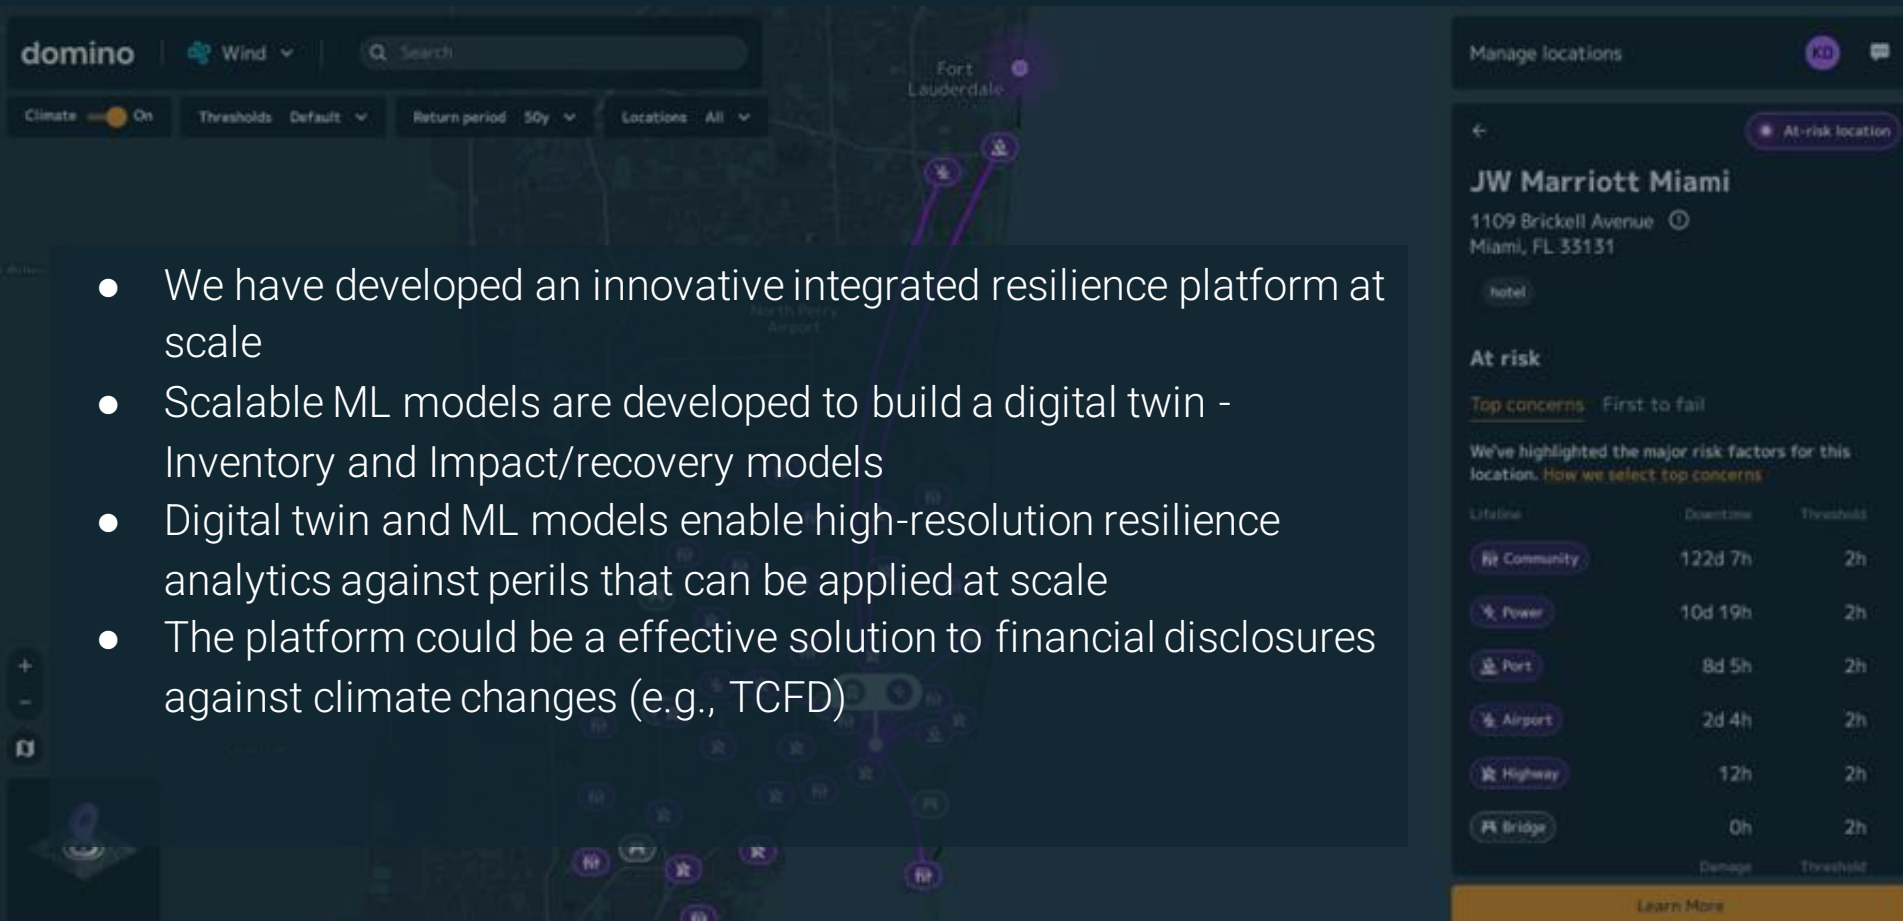 domino
Wind
Search
Climate On
Thresholds Default
Return period 50y
Locations All
Fort
Lauderdale
North Perry
Airport
● We have developed an innovative integrated resilience platform at
scale
● Scalable ML models are developed to build a digital twin -
Inventory and Impact/recovery models
● Digital twin and ML models enable high-resolution resilience
analytics against perils that can be applied at scale
● The platform could be a effective solution to financial disclosures
against climate changes (e.g., TCFD)
+
−
Manage locations
KD
At-risk location
JW Marriott Miami
1109 Brickell Avenue
Miami, FL 33131
hotel
At risk
Top concerns First to fail
We've highlighted the major risk factors for this
location. How we select top concerns
Lifeline Downtime Threshold
Community 122d 7h 2h
Power 10d 19h 2h
Port 8d 5h 2h
Airport 2d 4h 2h
Highway 12h 2h
Bridge 0h 2h
Damage Threshold
Learn More